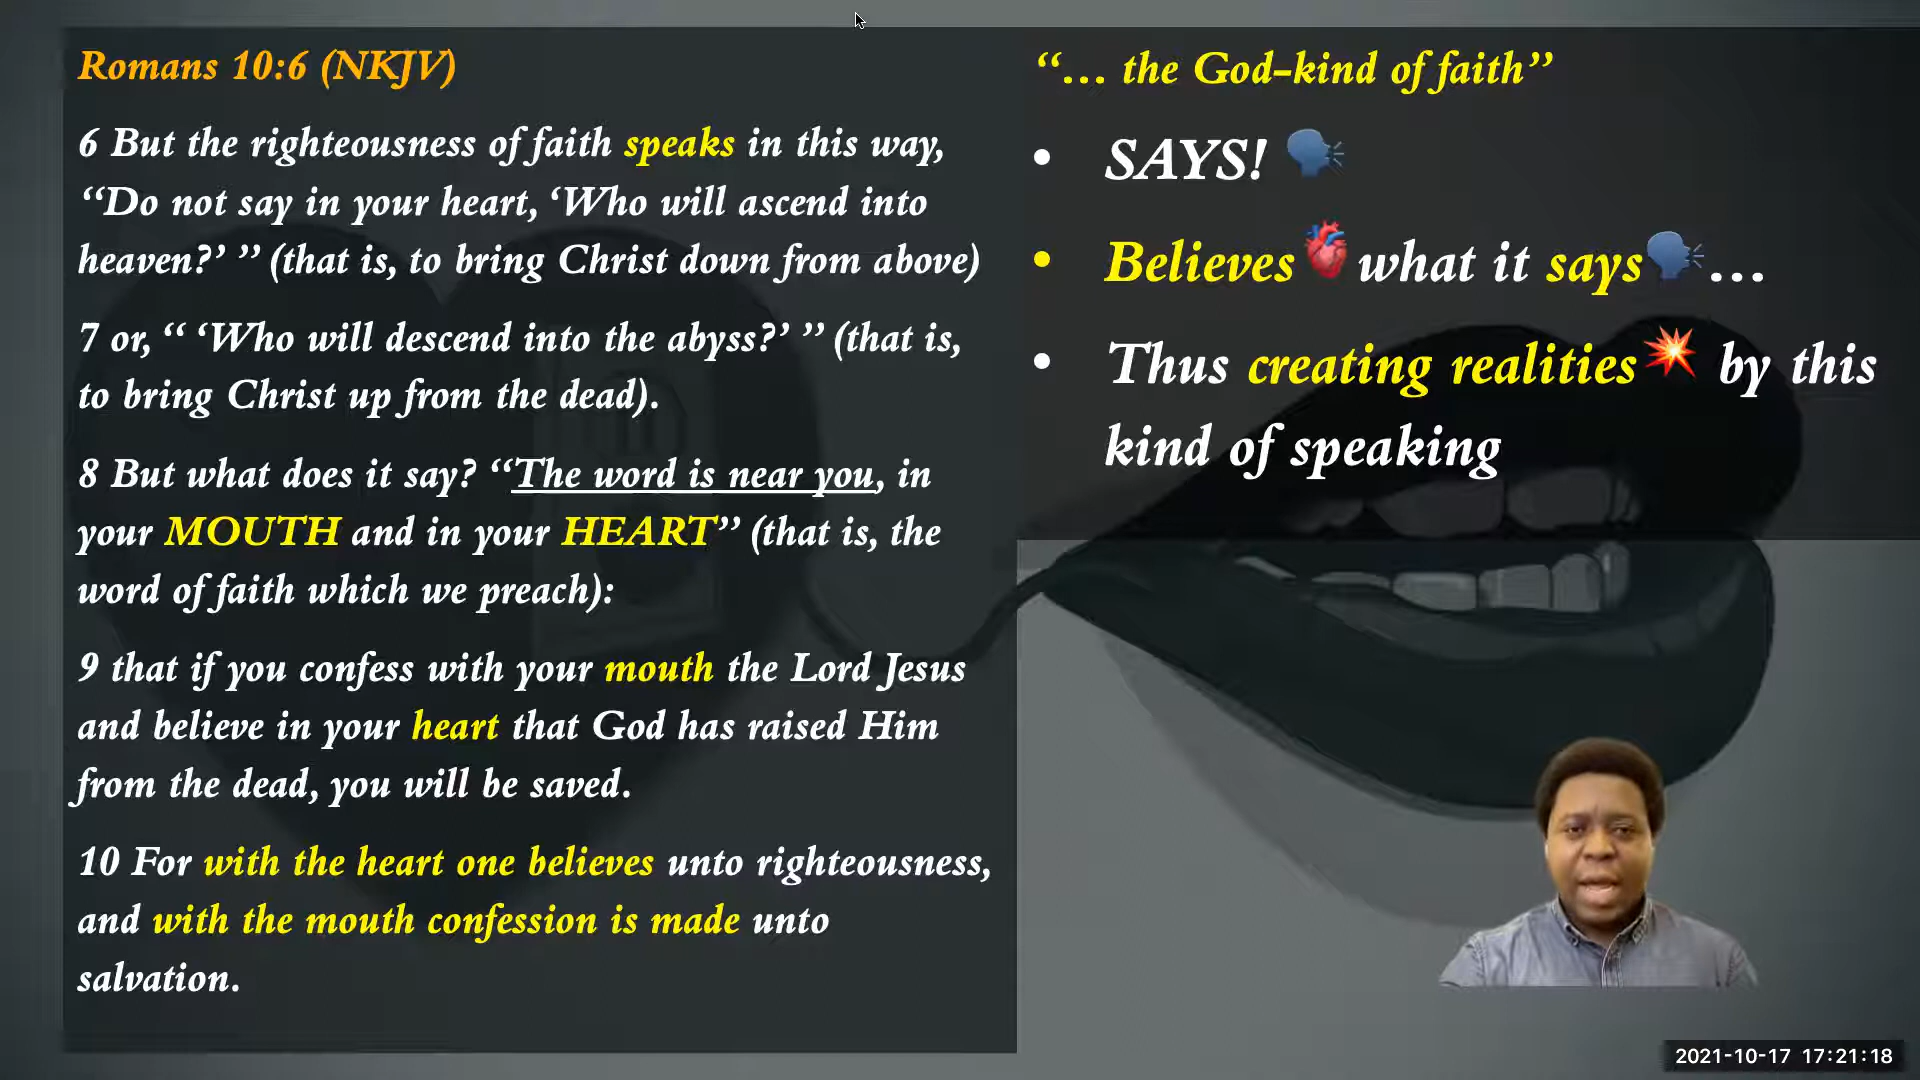 Romans 10:6 (NKJV)
6 But the righteousness of faith speaks in this way,
“Do not say in your heart, ‘Who will ascend into
heaven?’ ” (that is, to bring Christ down from above)
7 or, “ ‘Who will descend into the abyss?’ ” (that is,
to bring Christ up from the dead).
8 But what does it say? “The word is near you, in
your MOUTH and in your HEART” (that is, the
word of faith which we preach):
9 that if you confess with your mouth the Lord Jesus
and believe in your heart that God has raised Him
from the dead, you will be saved.
10 For with the heart one believes unto righteousness,
and with the mouth confession is made unto
salvation.
“… the God-kind of faith”
• SAYS! 🗣️
• Believes🫀what it says🗣️…
• Thus creating realities💥 by this
kind of speaking
2021-10-17 17:21:18